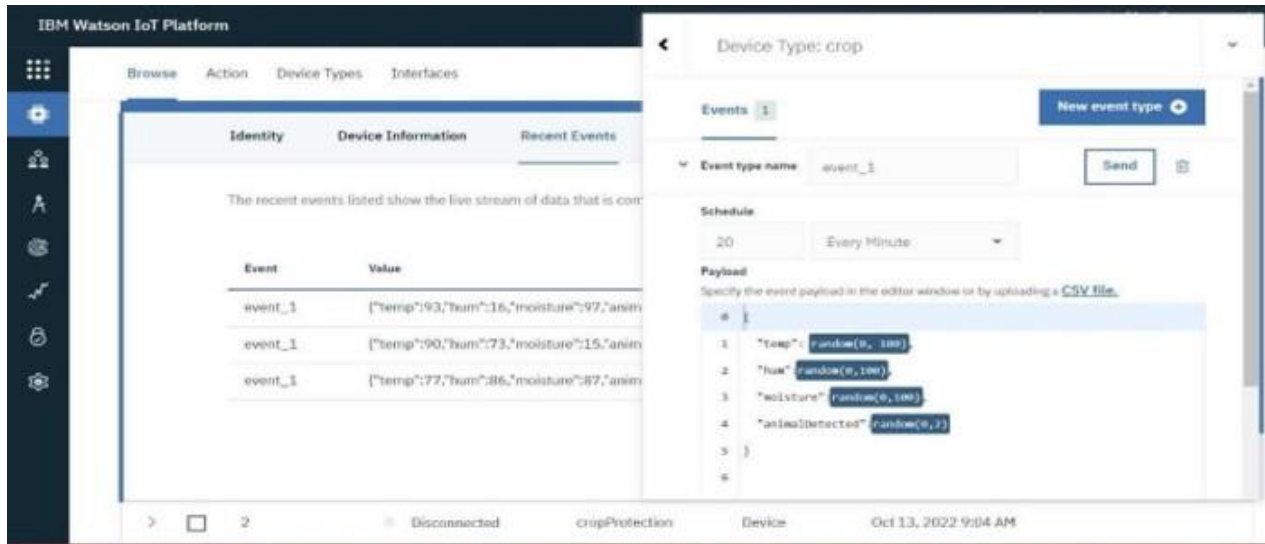 IBM Watson IoT Platform
Browse Action Device Types Interfaces
Identity Device Information Recent Events
The recent events listed show the live stream of data that is com
Event Value
event_1 {"temp":93,"hum":16,"moisture":97,"anim
event_1 {"temp":90,"hum":73,"moisture":15,"anim
event_1 {"temp":77,"hum":86,"moisture":87,"anim
2 Disconnected cropProtection Device Oct 13, 2022 9:04 AM
Device Type: crop
Events 1
New event type
Event type name event_1 Send
Schedule
20 Every Minute
Payload
Specify the event payload in the editor window or by uploading a CSV file.
0 {
1 "temp": random(0, 100),
2 "hum":random(0,100),
3 "moisture":random(0,100),
4 "animalDetected":random(0,2)
5 }
6